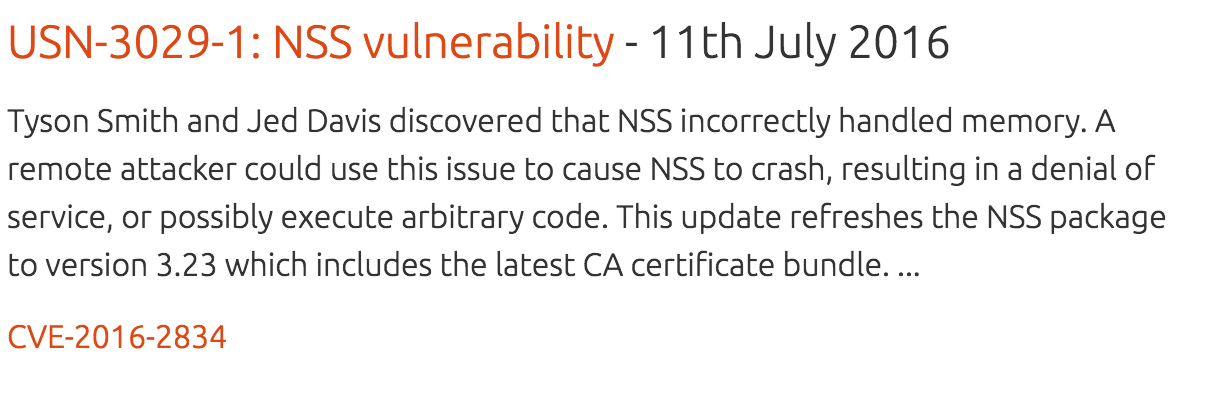 USN-3029-1: NSS vulnerability - 11th July 2016
Tyson Smith and Jed Davis discovered that NSS incorrectly handled memory. A
remote attacker could use this issue to cause NSS to crash, resulting in a denial of
service, or possibly execute arbitrary code. This update refreshes the NSS package
to version 3.23 which includes the latest CA certificate bundle. ...
CVE-2016-2834